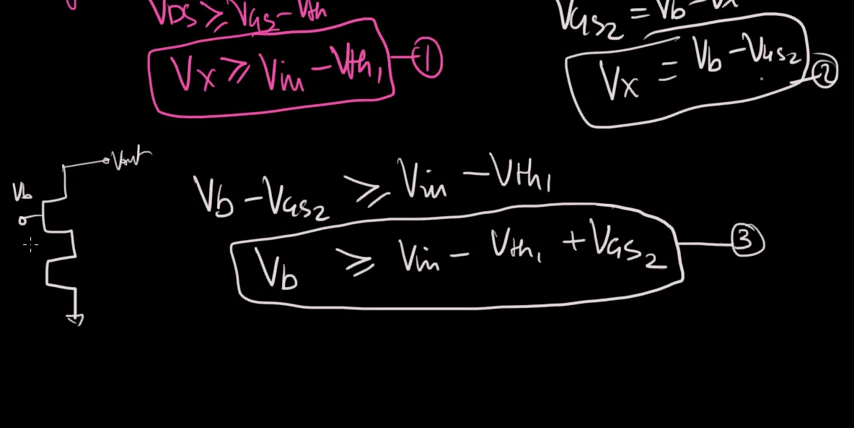 VDS ≥ VGS - Vth
VGS2 = Vb - Vx
Vx ≥ Vin - Vth1 ①
Vx = Vb - VGS2 ②
Vout
Vb
Vb - VGS2 ≥ Vin - Vth1
Vb ≥ Vin - Vth1 + VGS2 ③